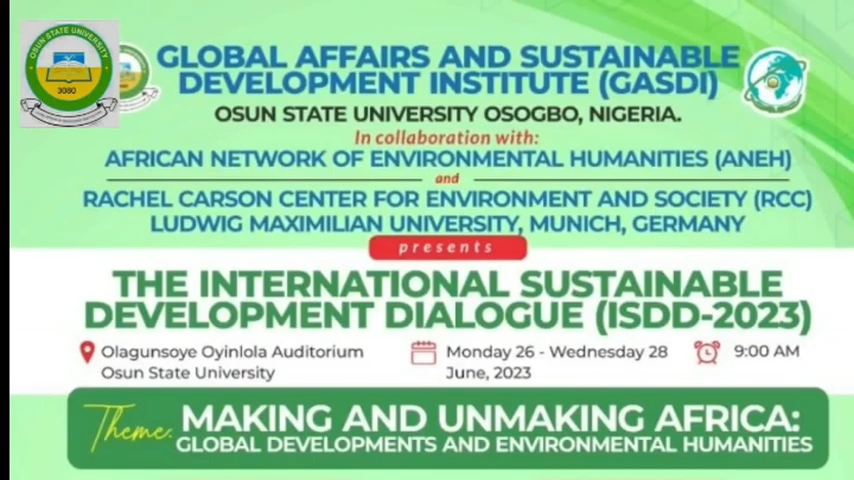 OSUN STATE UNIVERSITY
3080
GLOBAL AFFAIRS AND SUSTAINABLE
DEVELOPMENT INSTITUTE (GASDI)
OSUN STATE UNIVERSITY OSOGBO, NIGERIA.
In collaboration with:
AFRICAN NETWORK OF ENVIRONMENTAL HUMANITIES (ANEH)
and
RACHEL CARSON CENTER FOR ENVIRONMENT AND SOCIETY (RCC)
LUDWIG MAXIMILIAN UNIVERSITY, MUNICH, GERMANY
presents
THE INTERNATIONAL SUSTAINABLE
DEVELOPMENT DIALOGUE (ISDD-2023)
Olagunsoye Oyinlola Auditorium
Osun State University
Monday 26 - Wednesday 28
June, 2023
9:00 AM
Theme:
MAKING AND UNMAKING AFRICA:
GLOBAL DEVELOPMENTS AND ENVIRONMENTAL HUMANITIES